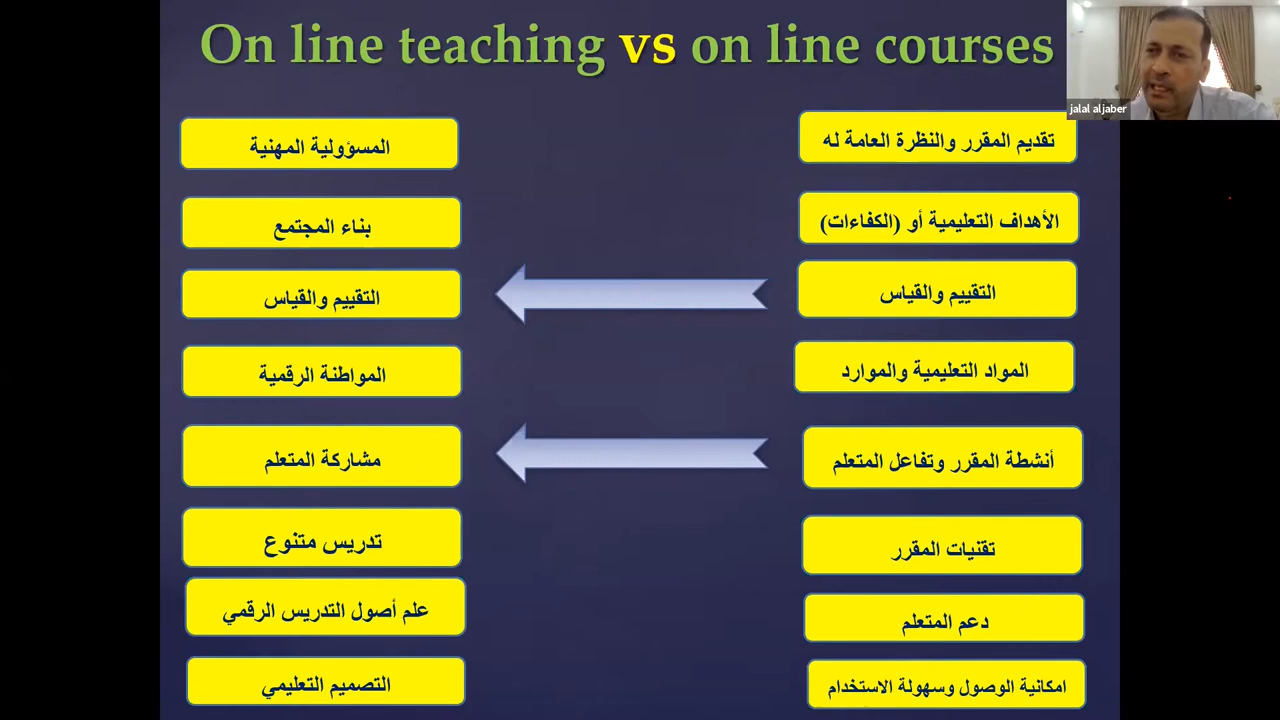 On line teaching vs on line courses
jalal aljaber
تقديم المقرر والنظرة العامة له
المسؤولية المهنية
الأهداف التعليمية أو (الكفاءات)
بناء المجتمع
التقييم والقياس
التقييم والقياس
المواد التعليمية والموارد
المواطنة الرقمية
أنشطة المقرر وتفاعل المتعلم
مشاركة المتعلم
تقنيات المقرر
تدريس متنوع
دعم المتعلم
علم أصول التدريس الرقمي
امكانية الوصول وسهولة الاستخدام
التصميم التعليمي